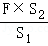 F × S₂
S₁